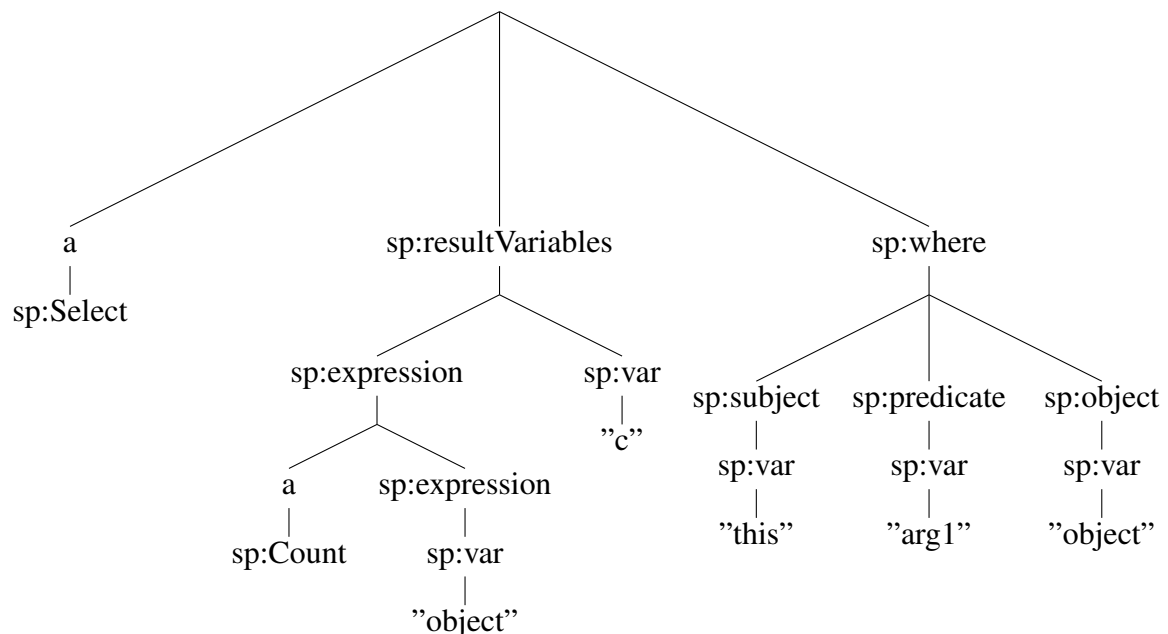 a sp:resultVariables sp:where
sp:Select
sp:expression sp:var
sp:subject sp:predicate sp:object
”c”
sp:var sp:var sp:var
a sp:expression
”this” ”arg1” ”object”
sp:Count sp:var
”object”